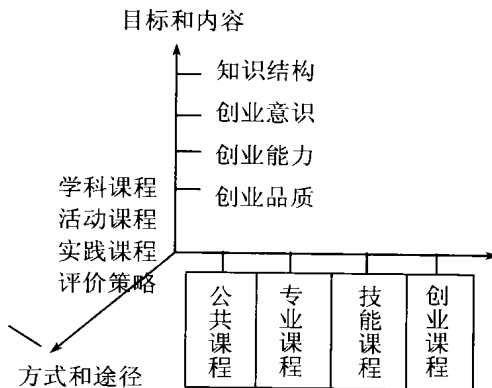 目标和内容
知识结构
创业意识
创业能力
创业品质
学科课程
活动课程
实践课程
评价策略
公共课程
专业课程
技能课程
创业课程
方式和途径